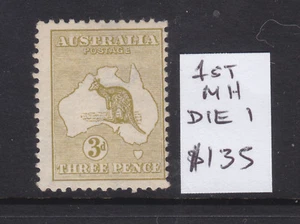 AUSTRALIA
POSTAGE
3d
THREE PENCE
1ST
MH
DIE 1
$135